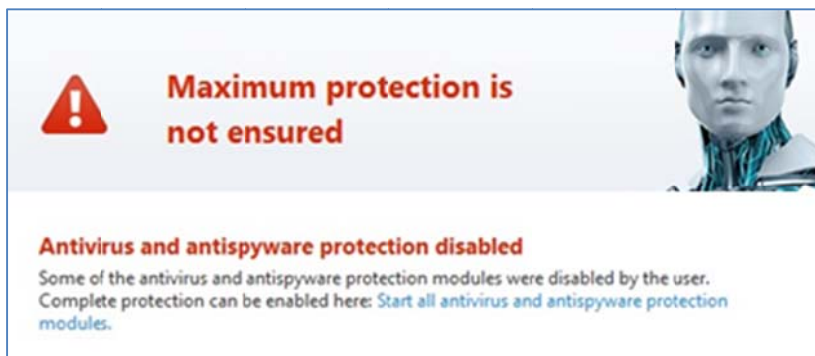 Maximum protection is
not ensured
Antivirus and antispyware protection disabled
Some of the antivirus and antispyware protection modules were disabled by the user.
Complete protection can be enabled here: Start all antivirus and antispyware protection
modules.